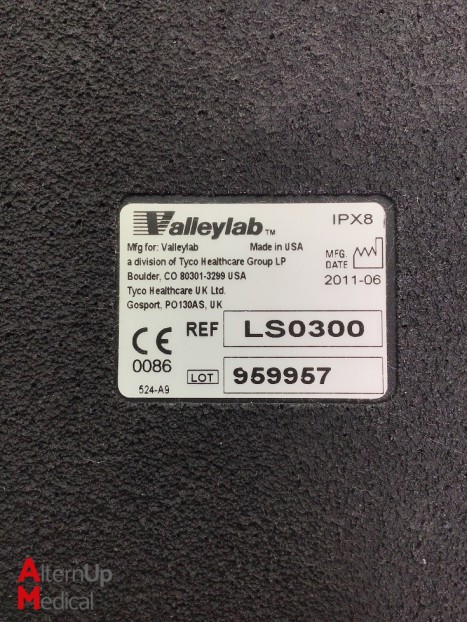 Valleylab™
IPX8
Mfg for: Valleylab Made in USA
a division of Tyco Healthcare Group LP
Boulder, CO 80301-3299 USA
Tyco Healthcare UK Ltd.
Gosport, PO130AS, UK
MFG.
DATE
2011-06
CE
0086
524-A9
REF LS0300
LOT 959957
AlternUp
Medical